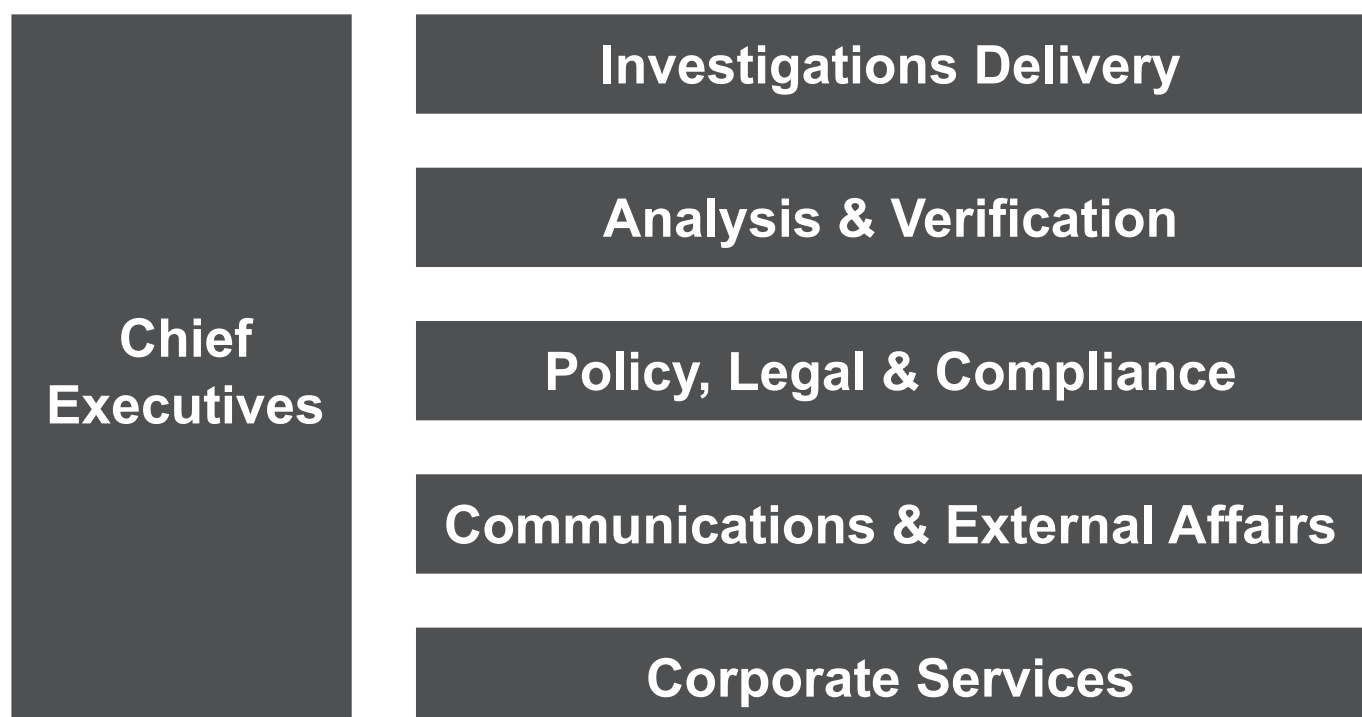 Chief
Executives
Investigations Delivery
Analysis & Verification
Policy, Legal & Compliance
Communications & External Affairs
Corporate Services